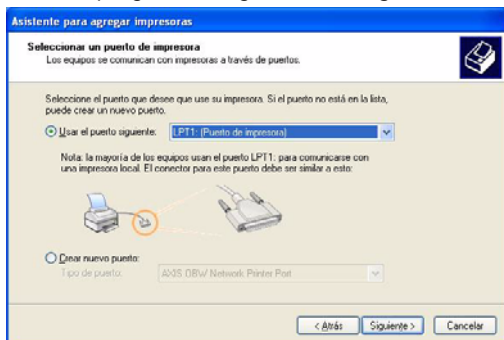 Asistente para agregar impresoras
Seleccionar un puerto de impresora
Los equipos se comunican con impresoras a través de puertos.
Seleccione el puerto que desee que use su impresora. Si el puerto no está en la lista,
puede crear un nuevo puerto.
Usar el puerto siguiente: LPT1: (Puerto de impresora)
Nota: la mayoría de los equipos usan el puerto LPT1: para comunicarse con
una impresora local. El conector para este puerto debe ser similar a esto:
Crear nuevo puerto:
Tipo de puerto: AXIS OBW Network Printer Port
< Atrás Siguiente > Cancelar